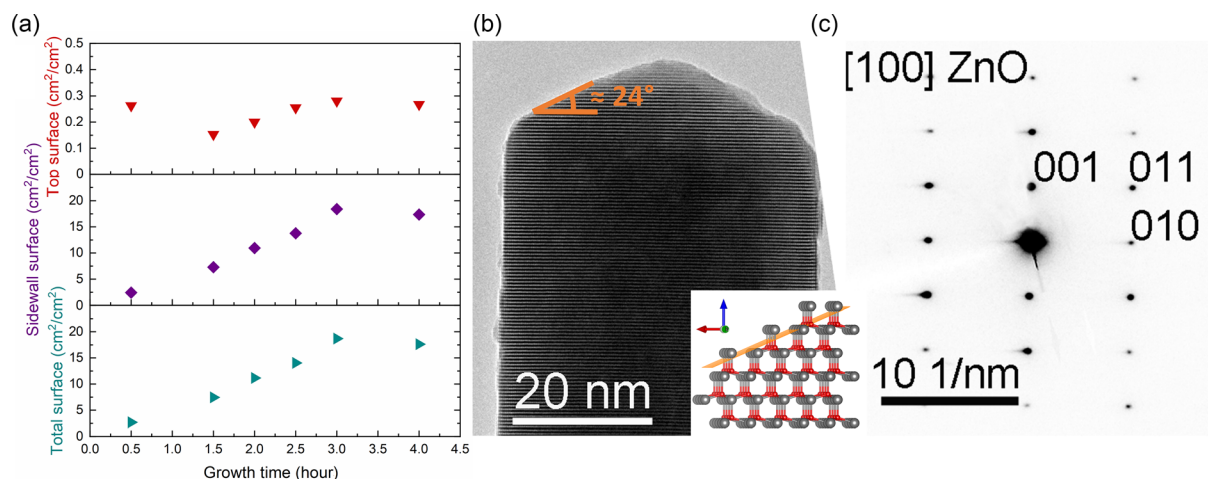 (a)
Top surface (cm²/cm²)
0.5
0.4
0.3
0.2
0.1
0
Sidewall surface (cm²/cm²)
20
15
10
5
0
Total surface (cm²/cm²)
20
15
10
5
0
0.0 0.5 1.0 1.5 2.0 2.5 3.0 3.5 4.0 4.5
Growth time (hour)
(b)
≈ 24°
20 nm
(c)
[100] ZnO
001 011
010
10 1/nm